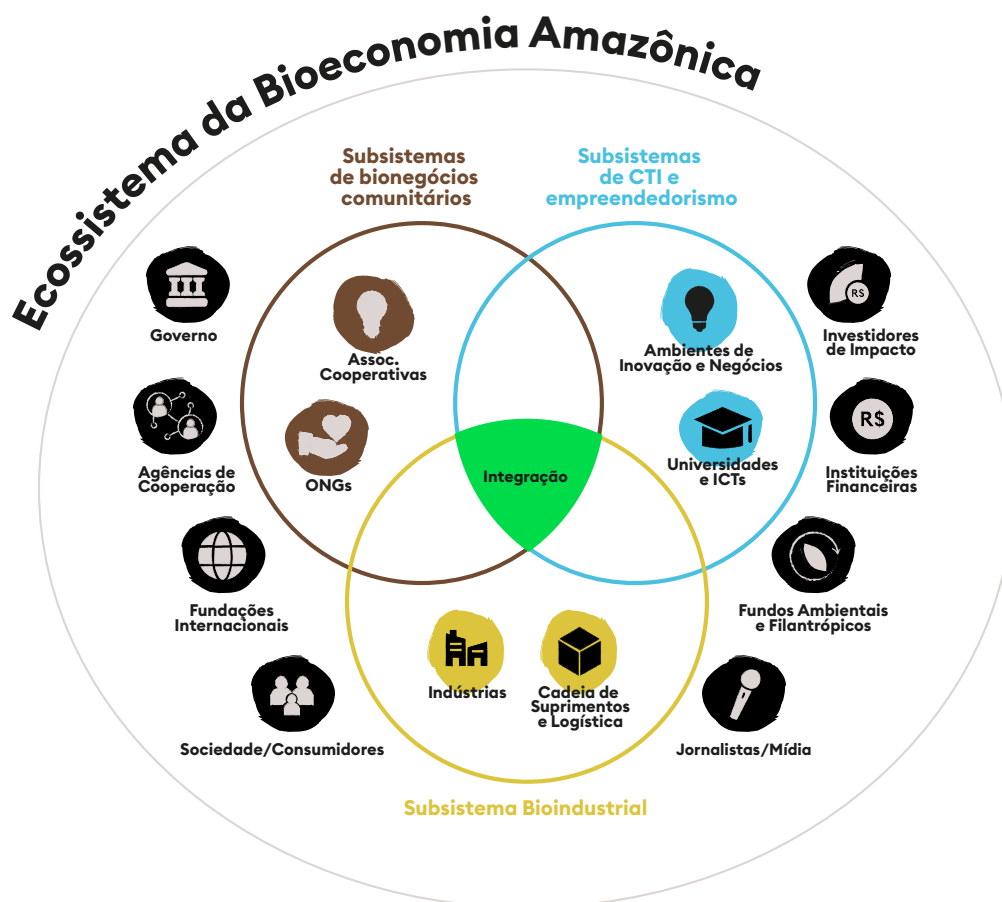 Ecossistema da Bioeconomia Amazônica
Subsistemas
de bionegócios
comunitários
Subsistemas
de CTI e
empreendedorismo
Governo
Assoc.
Cooperativas
Ambientes de
Inovação e Negócios
R$
Investidores
de Impacto
Agências de
Cooperação
ONGs
Integração
Universidades
e ICTs
R$
Instituições
Financeiras
Fundações
Internacionais
Fundos Ambientais
e Filantrópicos
Indústrias
Cadeia de
Suprimentos
e Logística
Sociedade/Consumidores
Jornalistas/Mídia
Subsistema Bioindustrial